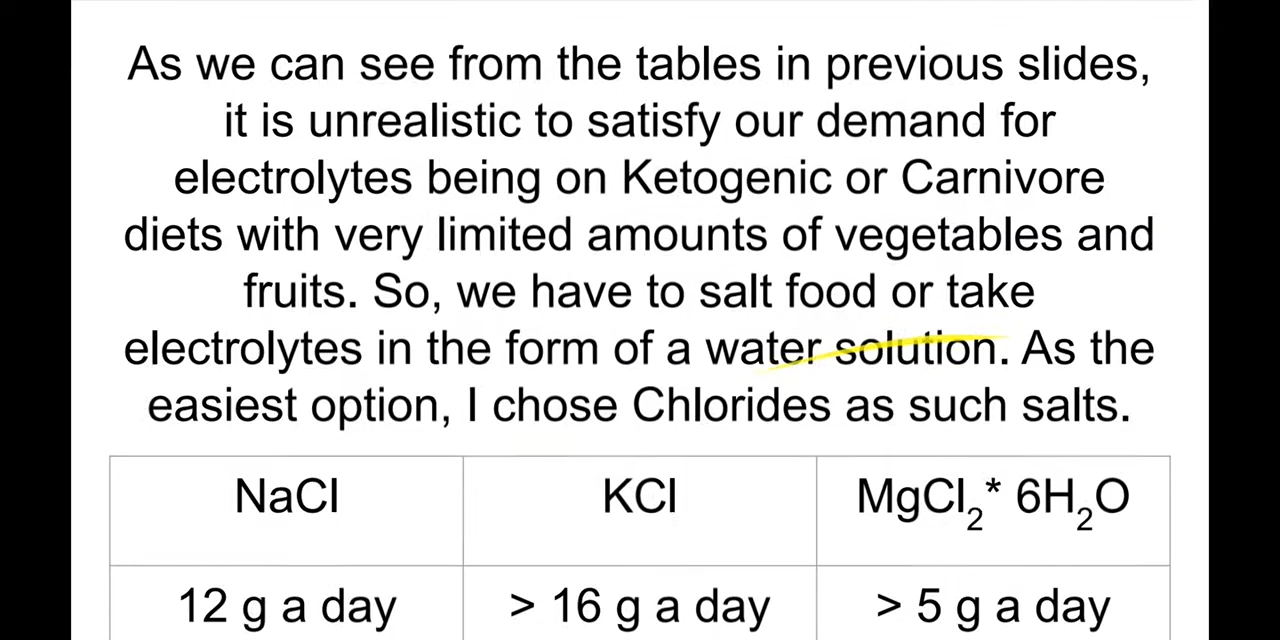 As we can see from the tables in previous slides,
it is unrealistic to satisfy our demand for
electrolytes being on Ketogenic or Carnivore
diets with very limited amounts of vegetables and
fruits. So, we have to salt food or take
electrolytes in the form of a water solution. As the
easiest option, I chose Chlorides as such salts.
NaCl KCl MgCl₂* 6H₂O
12 g a day > 16 g a day > 5 g a day